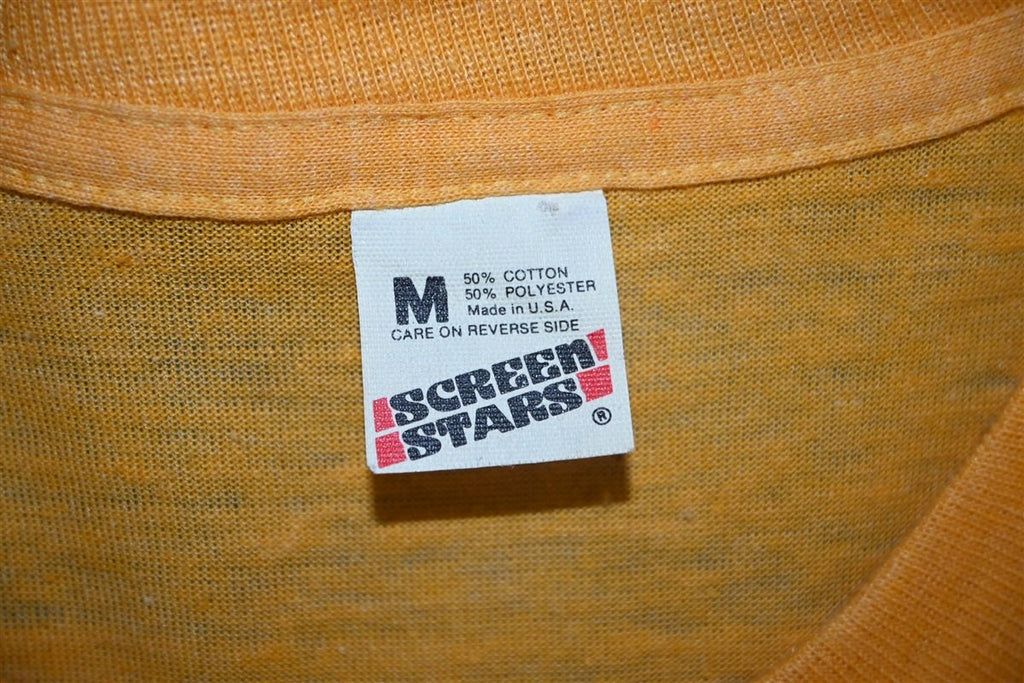 M 50% COTTON
50% POLYESTER
Made in U.S.A.
CARE ON REVERSE SIDE
SCREEN
STARS ®